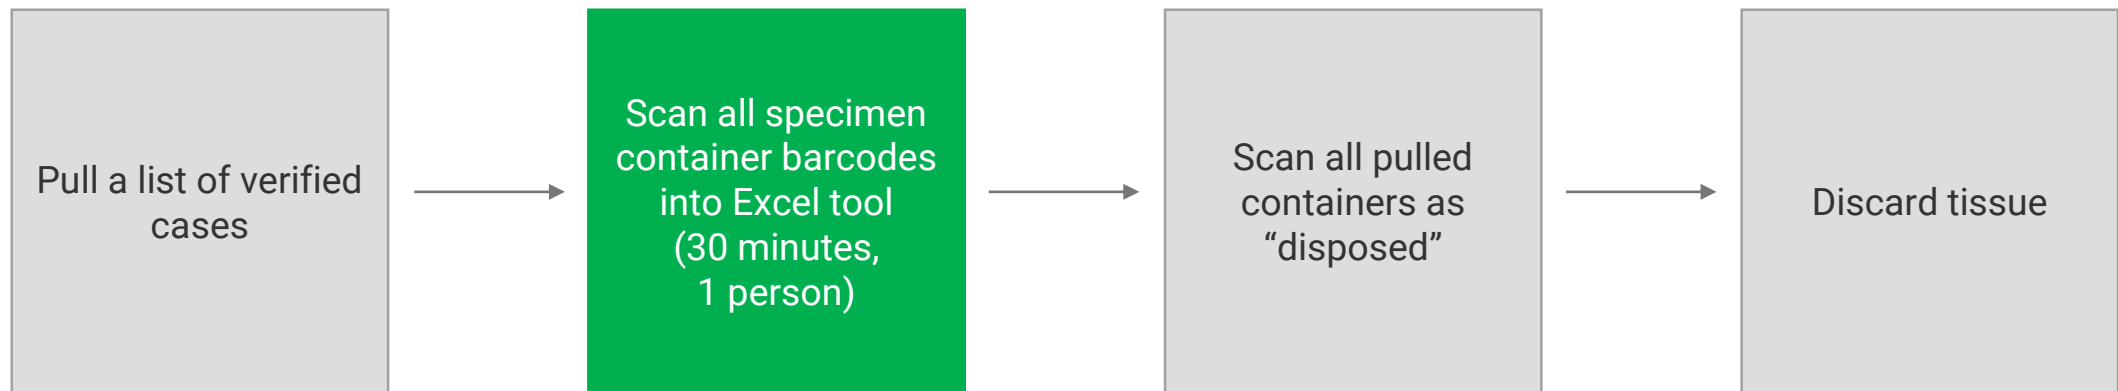 Pull a list of verified
cases
Scan all specimen
container barcodes
into Excel tool
(30 minutes,
1 person)
Scan all pulled
containers as
“disposed”
Discard tissue